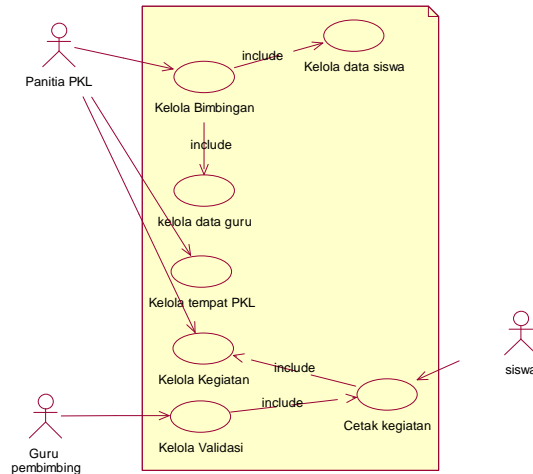 include
Kelola data siswa
Panitia PKL
Kelola Bimbingan
include
kelola data guru
Kelola tempat PKL
include
siswa
Kelola Kegiatan
include
Cetak kegiatan
Kelola Validasi
Guru
pembimbing